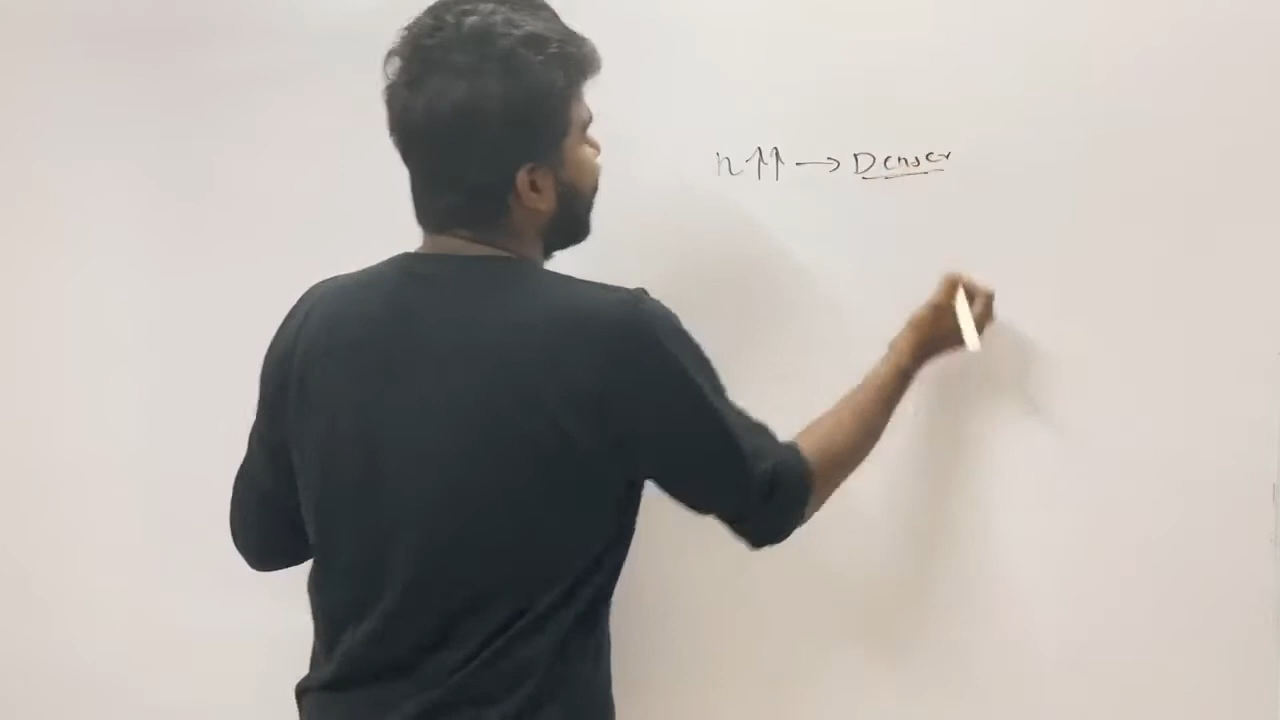 n↑↑ → Denser